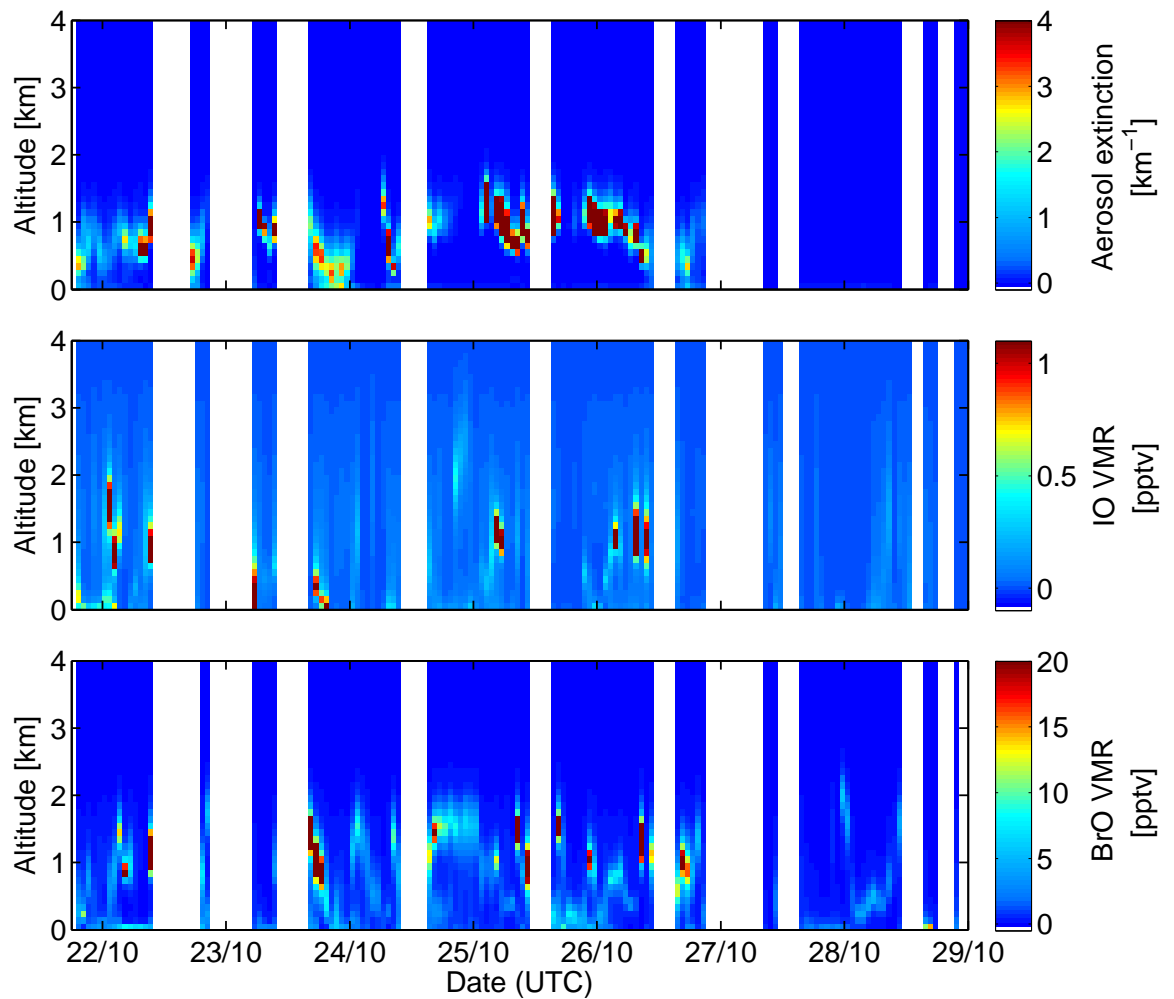 4
3
2
1
0
Altitude [km]
4
3
2
1
0
Aerosol extinction
[km−1]
4
3
2
1
0
Altitude [km]
1
0.5
0
IO VMR
[pptv]
4
3
2
1
0
Altitude [km]
20
15
10
5
0
BrO VMR
[pptv]
22/10 23/10 24/10 25/10 26/10 27/10 28/10 29/10
Date (UTC)